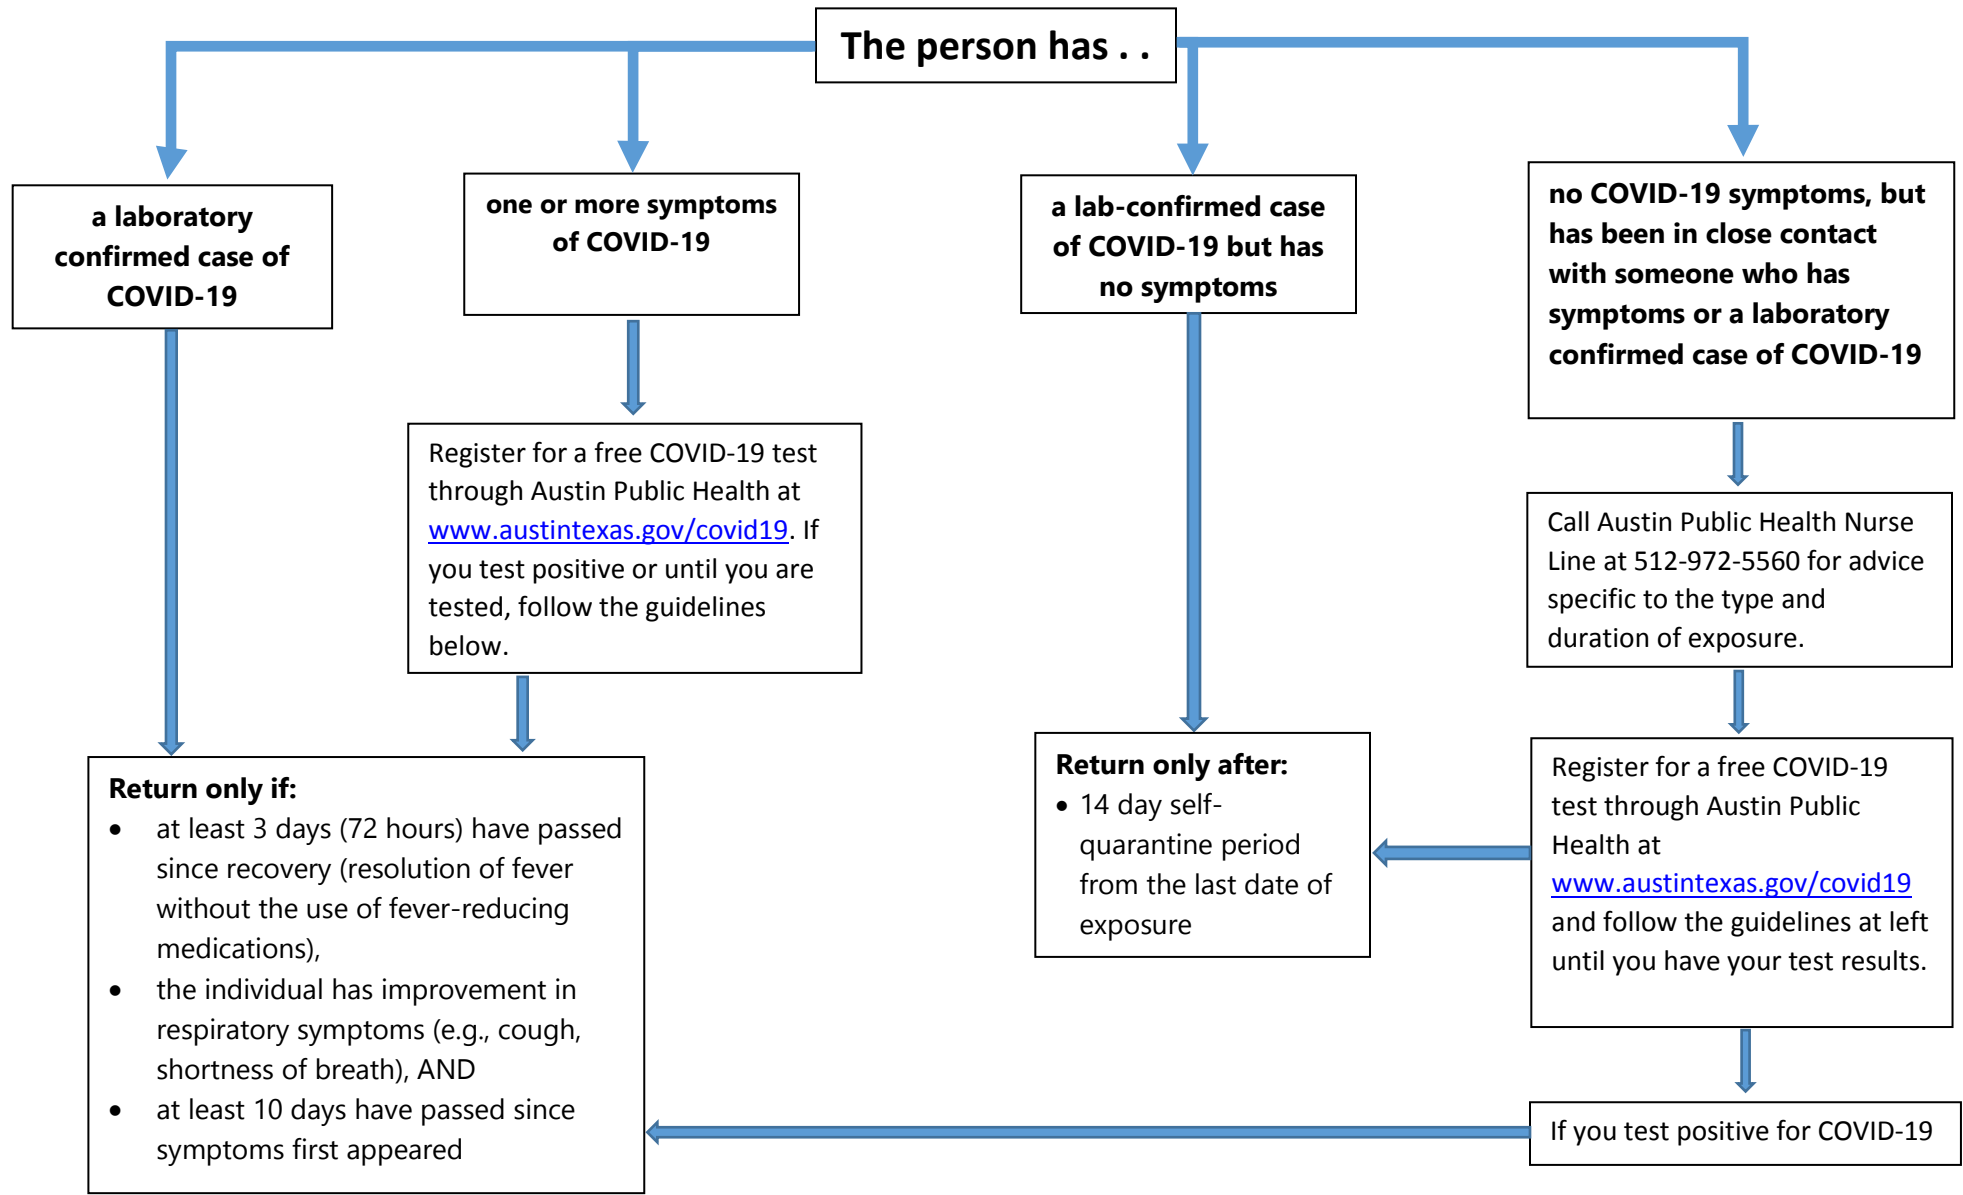 The person has . .
a laboratory
confirmed case of
COVID-19
one or more symptoms
of COVID-19
a lab-confirmed case
of COVID-19 but has
no symptoms
no COVID-19 symptoms, but
has been in close contact
with someone who has
symptoms or a laboratory
confirmed case of COVID-19
Register for a free COVID-19 test
through Austin Public Health at
www.austintexas.gov/covid19. If
you test positive or until you are
tested, follow the guidelines
below.
Call Austin Public Health Nurse
Line at 512-972-5560 for advice
specific to the type and
duration of exposure.
Return only if:
• at least 3 days (72 hours) have passed
since recovery (resolution of fever
without the use of fever-reducing
medications),
• the individual has improvement in
respiratory symptoms (e.g., cough,
shortness of breath), AND
• at least 10 days have passed since
symptoms first appeared
Return only after:
• 14 day self-
quarantine period
from the last date of
exposure
Register for a free COVID-19
test through Austin Public
Health at
www.austintexas.gov/covid19
and follow the guidelines at left
until you have your test results.
If you test positive for COVID-19